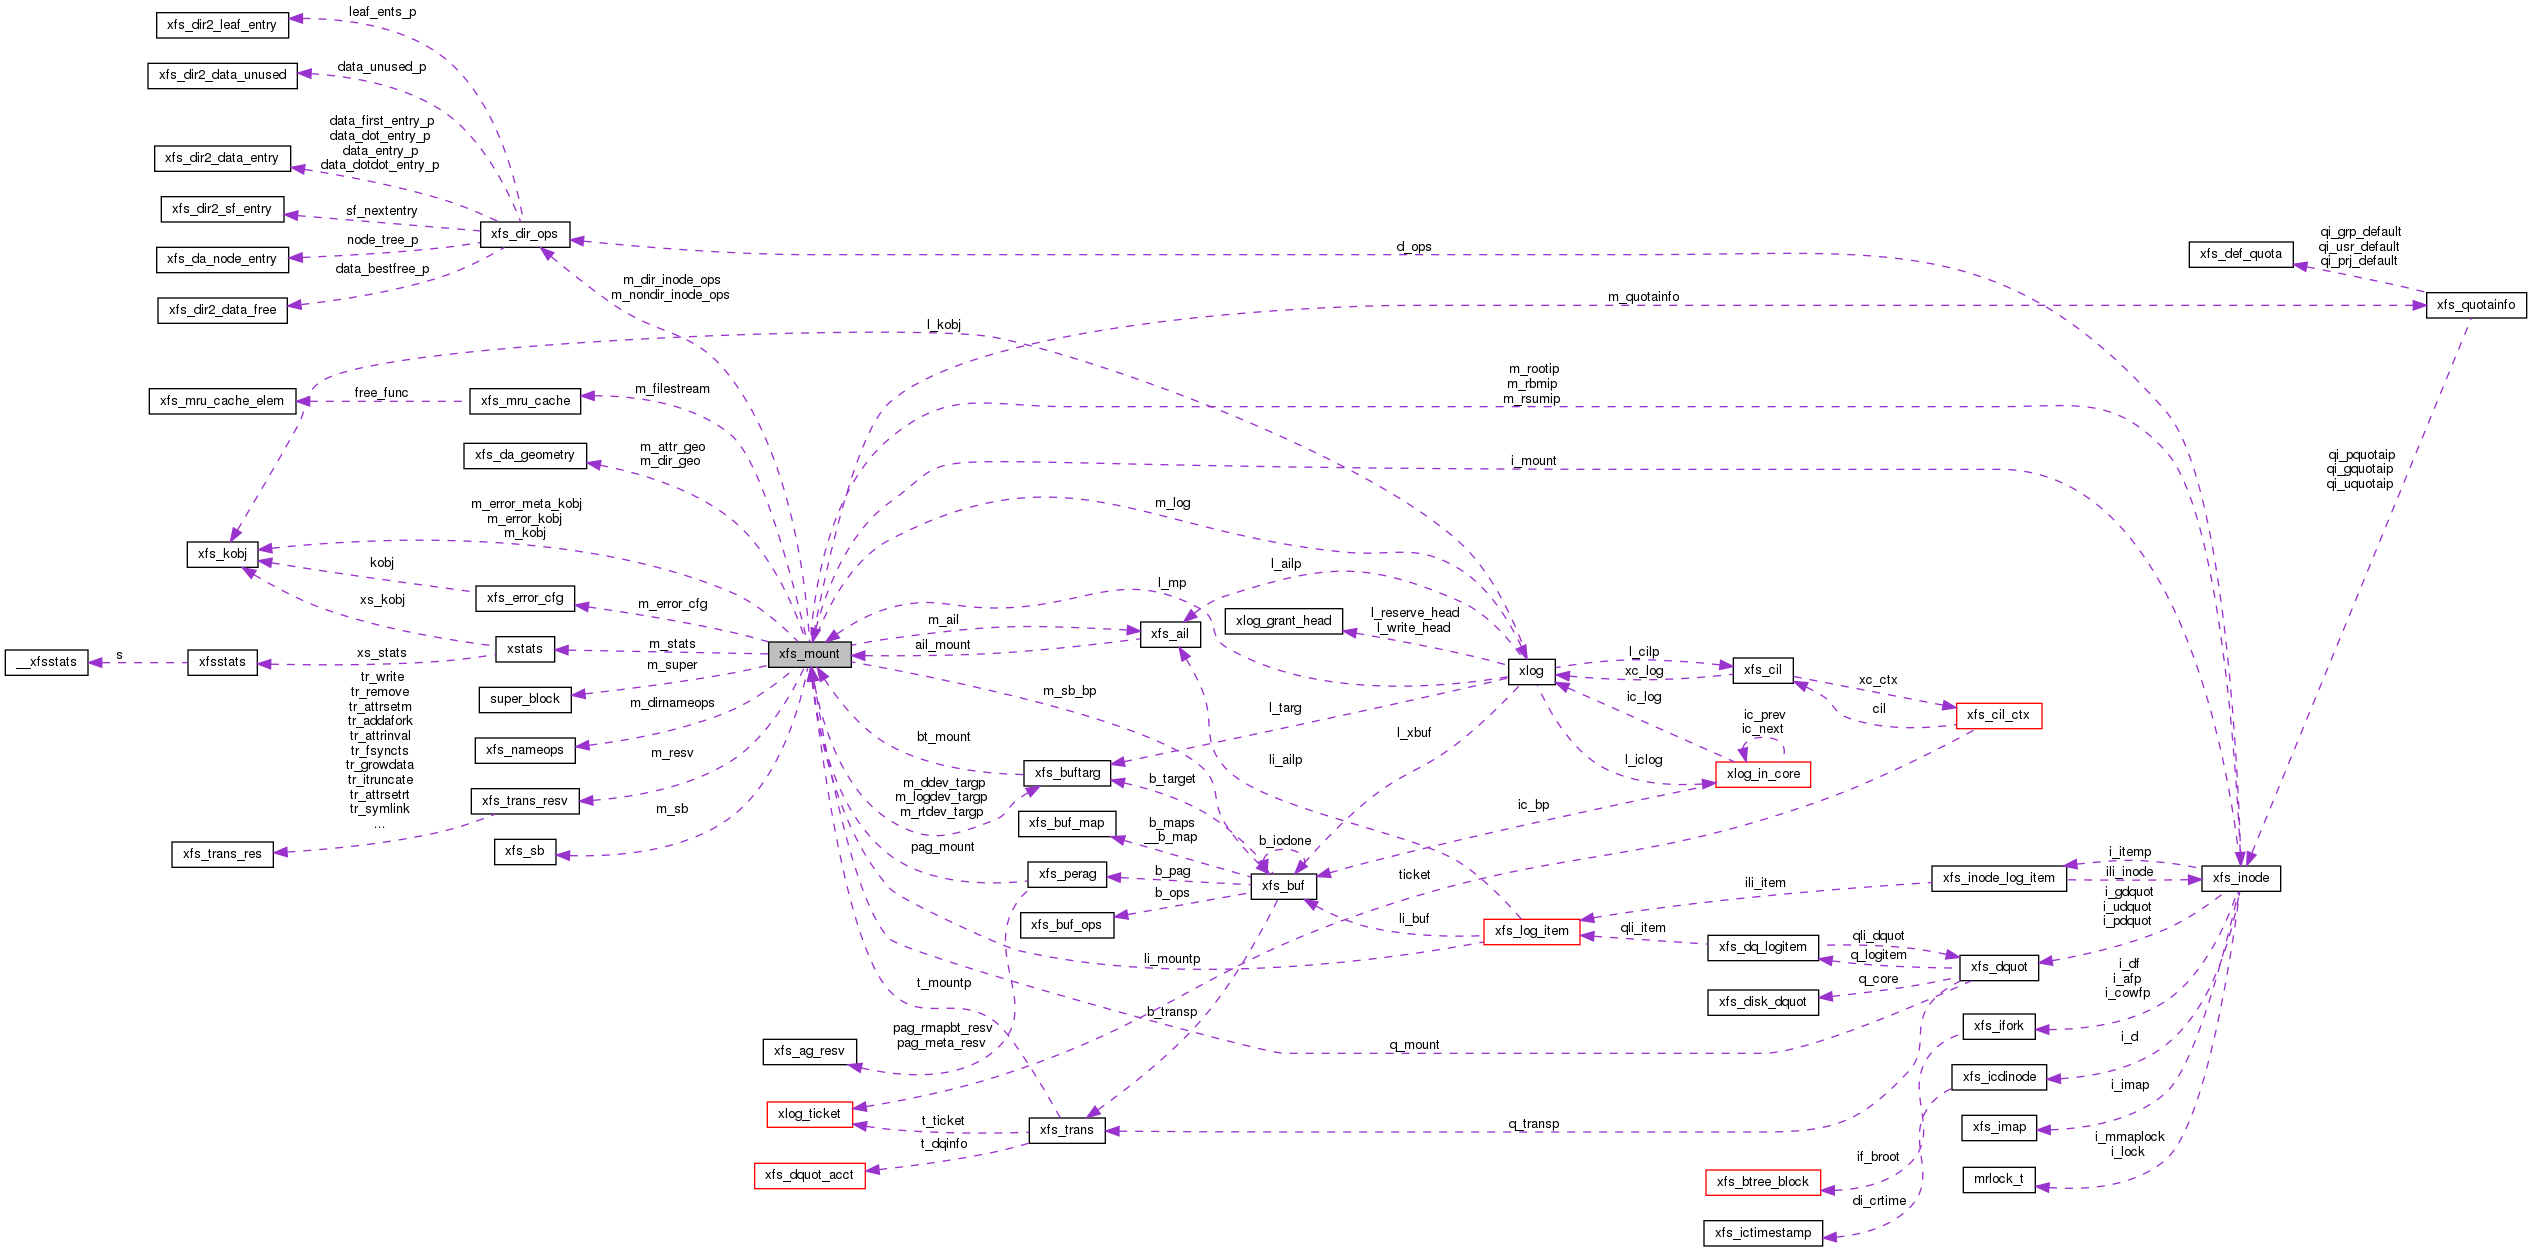 leaf_ents_p
xfs_dir2_leaf_entry
data_unused_p
xfs_dir2_data_unused
data_first_entry_p
data_dot_entry_p
data_entry_p
data_dotdot_entry_p
xfs_dir2_data_entry
xfs_dir2_sf_entry
sf_nextentry
xfs_dir_ops
node_tree_p
xfs_da_node_entry
data_bestfree_p
xfs_dir2_data_free
d_ops
qi_grp_default
qi_usr_default
qi_prj_default
xfs_def_quota
m_dir_inode_ops
m_nondir_inode_ops
m_quotainfo
xfs_quotainfo
l_kobj
m_rootip
m_rbmip
m_rsumip
xfs_mru_cache_elem
free_func
xfs_mru_cache
m_filestream
xfs_da_geometry
m_attr_geo
m_dir_geo
i_mount
qi_pquotaip
qi_gquotaip
qi_uquotaip
m_error_meta_kobj
m_error_kobj
m_kobj
m_log
xfs_kobj
kobj
xfs_error_cfg
m_error_cfg
xs_kobj
l_mp
l_ailp
xlog_grant_head
l_reserve_head
l_write_head
m_ail
xfs_ail
ail_mount
__xfsstats
s
xfsstats
xs_stats
xstats
m_stats
xfs_mount
m_super
super_block
m_dirnameops
xfs_nameops
m_resv
xfs_trans_resv
m_sb
xfs_sb
tr_write
tr_remove
tr_attrsetm
tr_addafork
tr_attrinval
tr_fsyncts
tr_growdata
tr_itruncate
tr_attrsetrt
tr_symlink
...
xfs_trans_res
m_sb_bp
xlog
l_cilp
xfs_cil
xc_log
xc_ctx
cil
xfs_cil_ctx
ic_log
ic_prev
ic_next
l_targ
l_xbuf
bt_mount
xfs_buftarg
b_target
li_ailp
l_iclog
xlog_in_core
m_ddev_targp
m_logdev_targp
m_rtdev_targp
ic_bp
xfs_buf_map
b_maps
__b_map
b_iodone
pag_mount
xfs_perag
b_pag
xfs_buf
b_ops
xfs_buf_ops
ticket
i_itemp
xfs_inode_log_item
ili_inode
xfs_inode
ili_item
i_gdquot
i_udquot
i_pdquot
li_buf
xfs_log_item
qli_item
xfs_dq_logitem
qli_dquot
q_logitem
xfs_dquot
li_mountp
q_core
xfs_disk_dquot
i_df
i_afp
i_cowfp
t_mountp
b_transp
pag_rmapbt_resv
pag_meta_resv
xfs_ag_resv
q_mount
xfs_ifork
i_d
xfs_icdinode
i_imap
xlog_ticket
t_ticket
xfs_trans
q_transp
xfs_imap
t_dqinfo
xfs_dquot_acct
i_mmaplock
i_lock
if_broot
xfs_btree_block
mrlock_t
di_crtime
xfs_ictimestamp